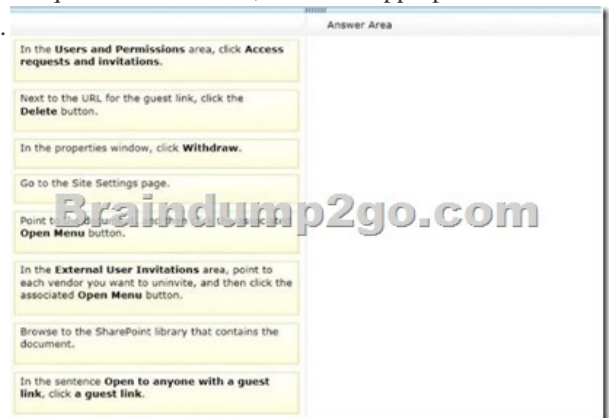 Answer Area
In the Users and Permissions area, click Access
requests and invitations.
Next to the URL for the guest link, click the
Delete button.
In the properties window, click Withdraw.
Go to the Site Settings page.
Braindump2go.com
Point to the
Open Menu button.
In the External User Invitations area, point to
each vendor you want to uninvite, and then click the
associated Open Menu button.
Browse to the SharePoint library that contains the
document.
In the sentence Open to anyone with a guest
link, click a guest link.